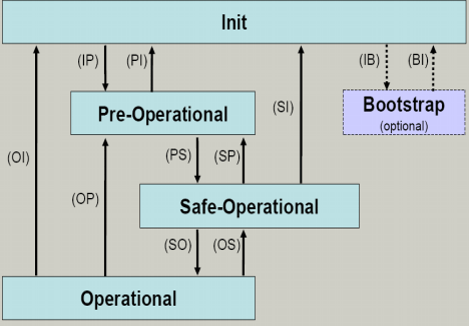 Init
(IP) (PI) (IB) (BI)
Pre-Operational
Bootstrap
(optional)
(SI)
(OI)
(PS) (SP)
(OP)
Safe-Operational
(SO) (OS)
Operational